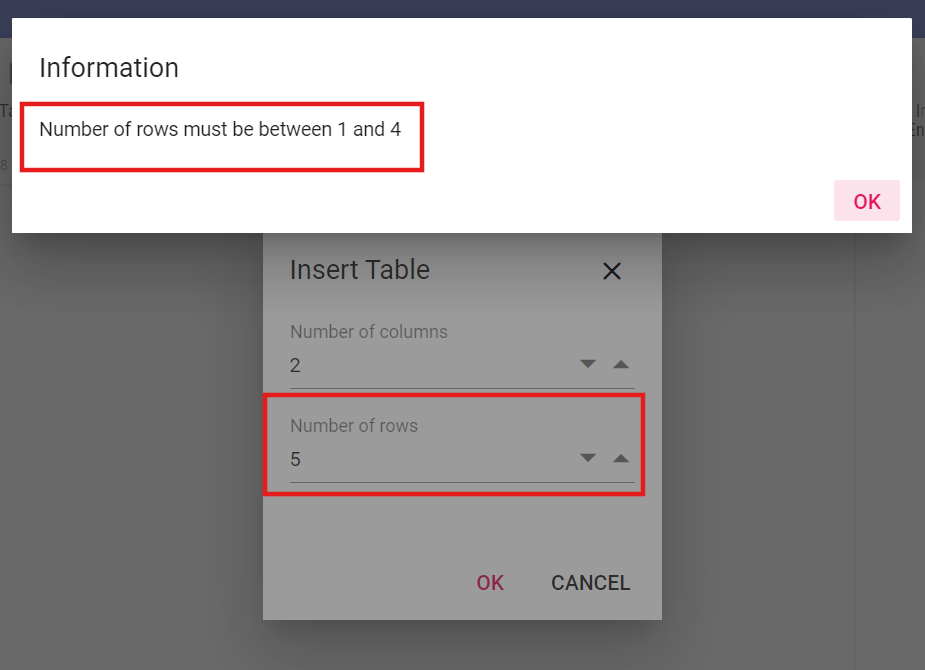 Information
Number of rows must be between 1 and 4
OK
Insert Table
Number of columns
2
Number of rows
5
OK CANCEL